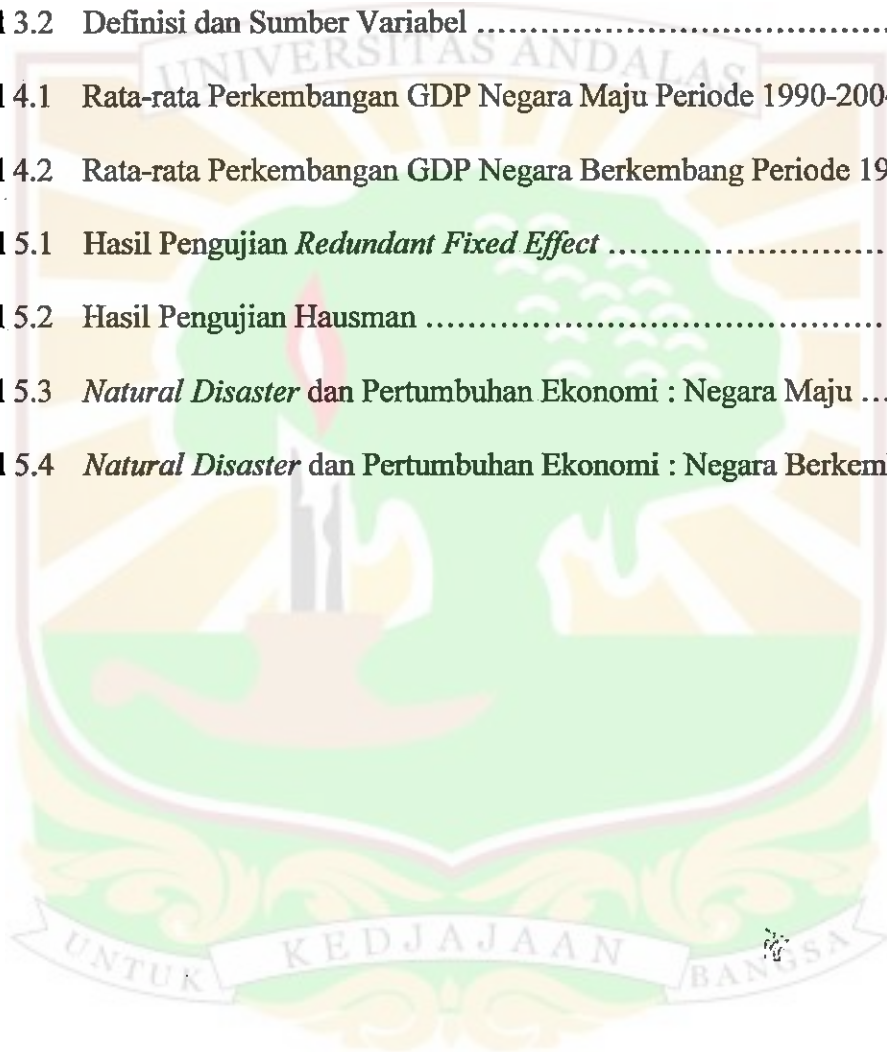 l 3.2 Definisi dan Sumber Variabel ........................................
UNIVERSITAS ANDALAS
l 4.1 Rata-rata Perkembangan GDP Negara Maju Periode 1990-200
l 4.2 Rata-rata Perkembangan GDP Negara Berkembang Periode 19
l 5.1 Hasil Pengujian Redundant Fixed Effect ..........................
l 5.2 Hasil Pengujian Hausman .............................................
l 5.3 Natural Disaster dan Pertumbuhan Ekonomi : Negara Maju ...
l 5.4 Natural Disaster dan Pertumbuhan Ekonomi : Negara Berkem
UNTUK KEDJAJAAN BANGSA